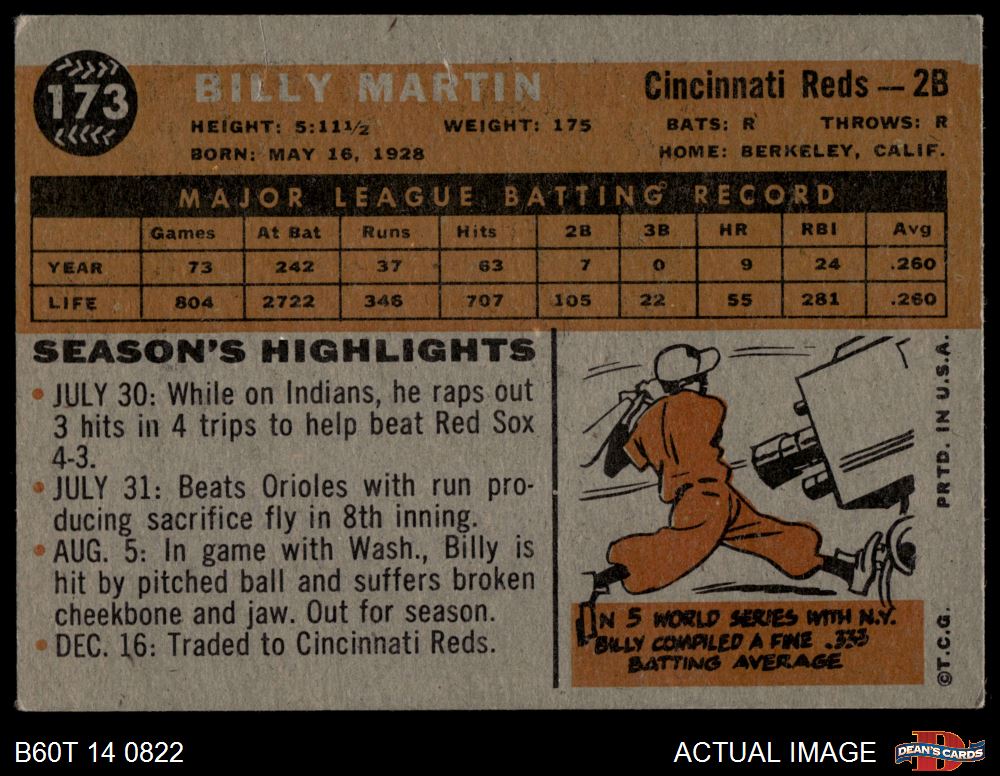 173
BILLY MARTIN
Cincinnati Reds — 2B
HEIGHT: 5:11½ WEIGHT: 175 BATS: R THROWS: R
BORN: MAY 16, 1928 HOME: BERKELEY, CALIF.
MAJOR LEAGUE BATTING RECORD
Games At Bat Runs Hits 2B 3B HR RBI Avg
YEAR 73 242 37 63 7 0 9 24 .260
LIFE 804 2722 346 707 105 22 55 281 .260
SEASON'S HIGHLIGHTS
• JULY 30: While on Indians, he raps out
3 hits in 4 trips to help beat Red Sox
4-3.
• JULY 31: Beats Orioles with run pro-
ducing sacrifice fly in 8th inning.
• AUG. 5: In game with Wash., Billy is
hit by pitched ball and suffers broken
cheekbone and jaw. Out for season.
• DEC. 16: Traded to Cincinnati Reds.
IN 5 WORLD SERIES WITH N.Y.
BILLY COMPILED A FINE .333
BATTING AVERAGE
©T.C.G. PRTD. IN U.S.A.
B60T 14 0822
ACTUAL IMAGE
DEAN'S CARDS